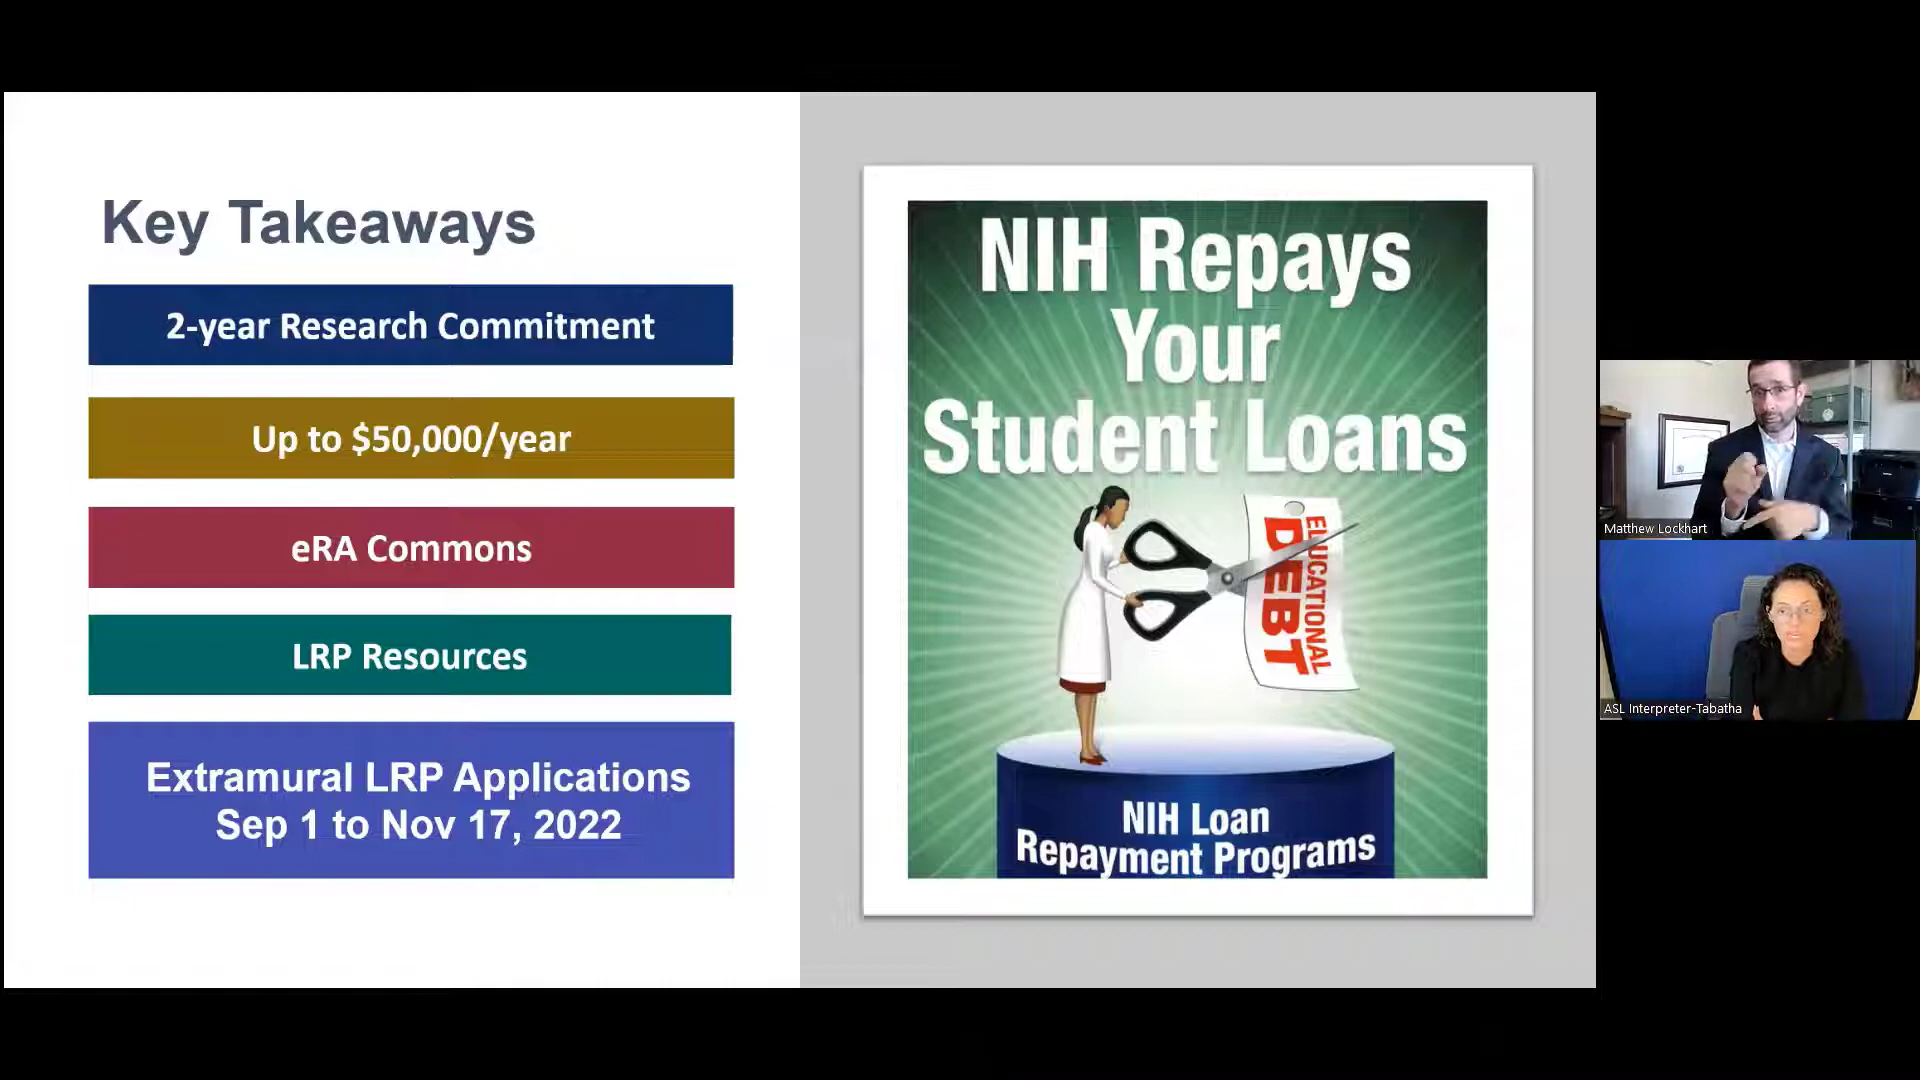 Key Takeaways
2-year Research Commitment
Up to $50,000/year
eRA Commons
LRP Resources
Extramural LRP Applications
Sep 1 to Nov 17, 2022
NIH Repays
Your
Student Loans
EDUCATIONAL
DEBT
NIH Loan
Repayment Programs
Matthew Lockhart
ASL Interpreter-Tabatha